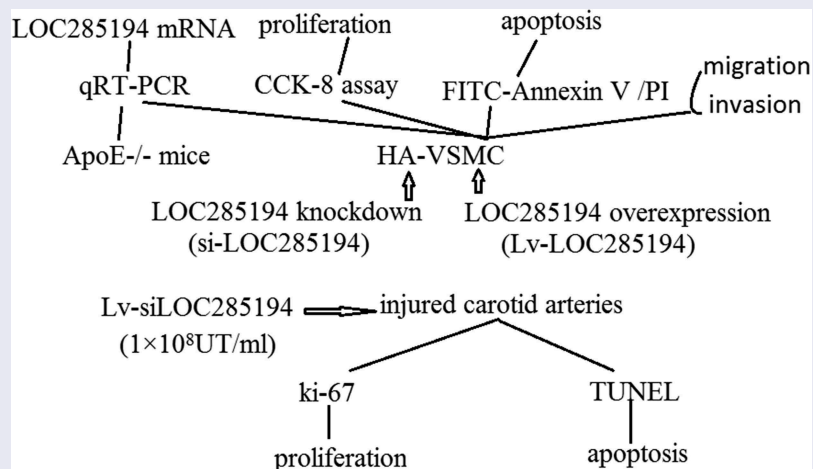 LOC285194 mRNA
proliferation
apoptosis
qRT-PCR
CCK-8 assay
FITC-Annexin V /PI
migration
invasion
ApoE-/- mice
HA-VSMC
LOC285194 knockdown
(si-LOC285194)
LOC285194 overexpression
(Lv-LOC285194)
Lv-siLOC285194
(1×10⁸UT/ml)
injured carotid arteries
ki-67
TUNEL
proliferation
apoptosis